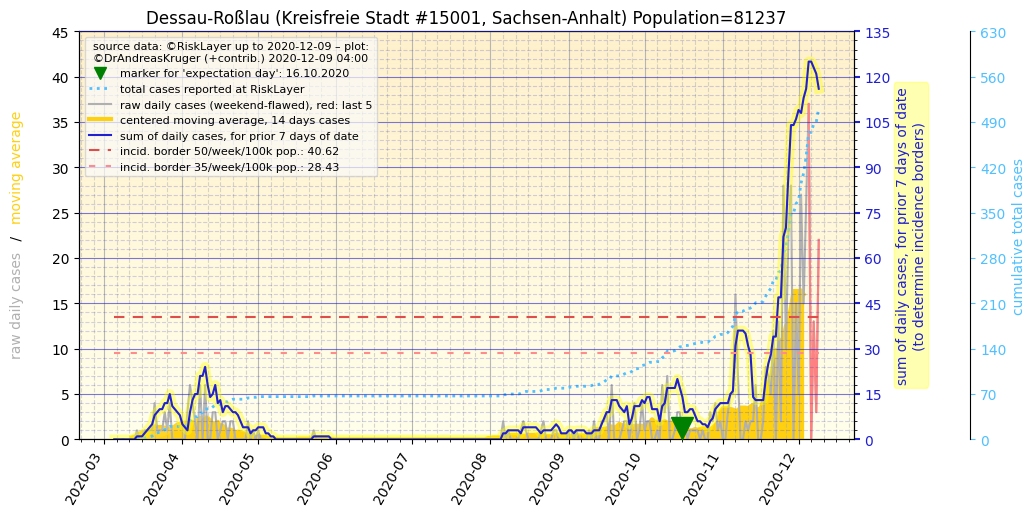 Dessau-Roßlau (Kreisfreie Stadt #15001, Sachsen-Anhalt) Population=81237
source data: ©RiskLayer up to 2020-12-09 – plot:
©DrAndreasKruger (+contrib.) 2020-12-09 04:00
marker for 'expectation day': 16.10.2020
total cases reported at RiskLayer
raw daily cases (weekend-flawed), red: last 5
centered moving average, 14 days cases
sum of daily cases, for prior 7 days of date
incid. border 50/week/100k pop.: 40.62
incid. border 35/week/100k pop.: 28.43
raw daily cases / moving average
45
40
35
30
25
20
15
10
5
0
2020-03
2020-04
2020-05
2020-06
2020-07
2020-08
2020-09
2020-10
2020-11
2020-12
135
120
105
90
75
60
45
30
15
0
sum of daily cases, for prior 7 days of date
(to determine incidence borders)
630
560
490
420
350
280
210
140
70
0
cumulative total cases